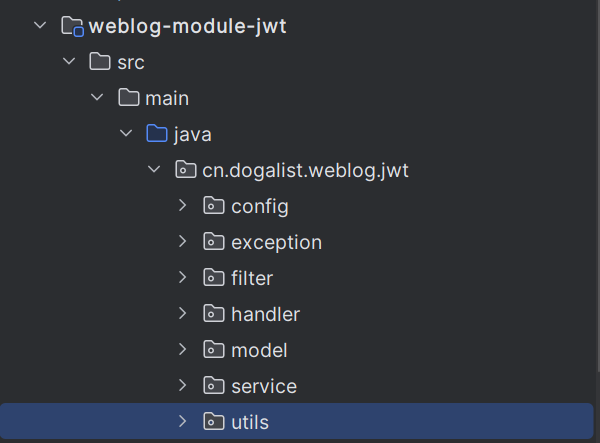 weblog-module-jwt
src
main
java
cn.dogalist.weblog.jwt
config
exception
filter
handler
model
service
utils